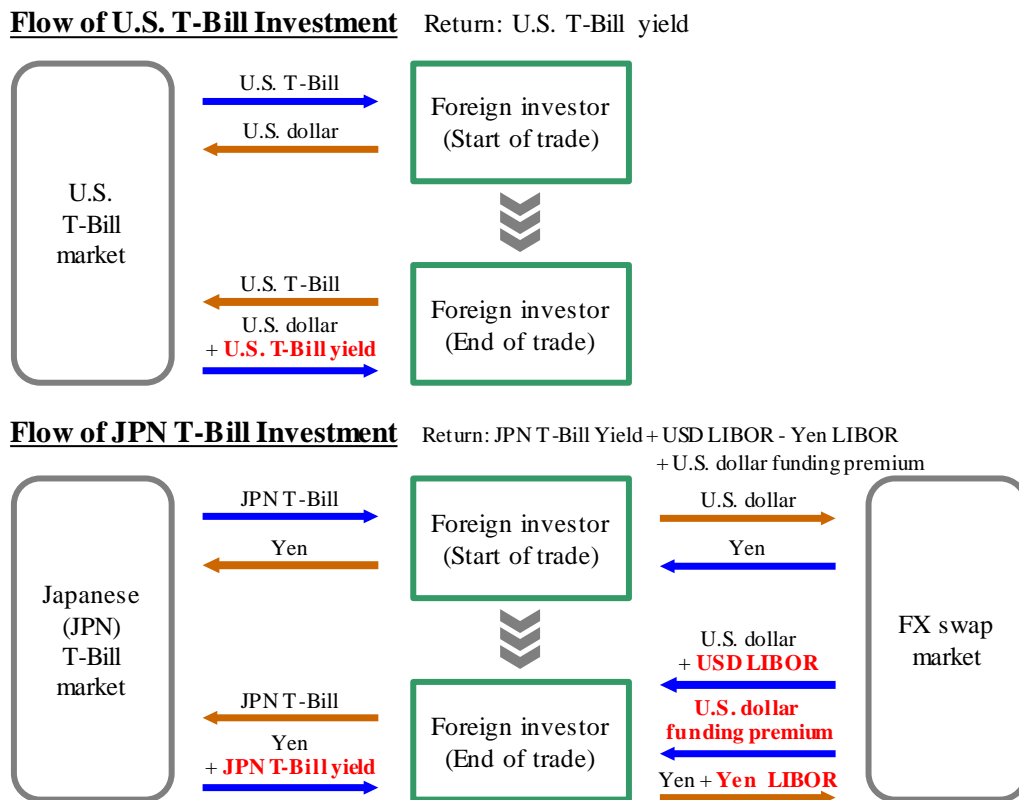 Flow of U.S. T-Bill Investment Return: U.S. T-Bill yield
U.S. T-Bill
U.S. dollar
Foreign investor
(Start of trade)
U.S.
T-Bill
market
U.S. T-Bill
U.S. dollar
+ U.S. T-Bill yield
Foreign investor
(End of trade)
Flow of JPN T-Bill Investment Return: JPN T-Bill Yield + USD LIBOR - Yen LIBOR
+ U.S. dollar funding premium
JPN T-Bill
Yen
Foreign investor
(Start of trade)
U.S. dollar
Yen
Japanese
(JPN)
T-Bill
market
FX swap
market
U.S. dollar
+ USD LIBOR
JPN T-Bill
Yen
+ JPN T-Bill yield
Foreign investor
(End of trade)
U.S. dollar
funding premium
Yen + Yen LIBOR